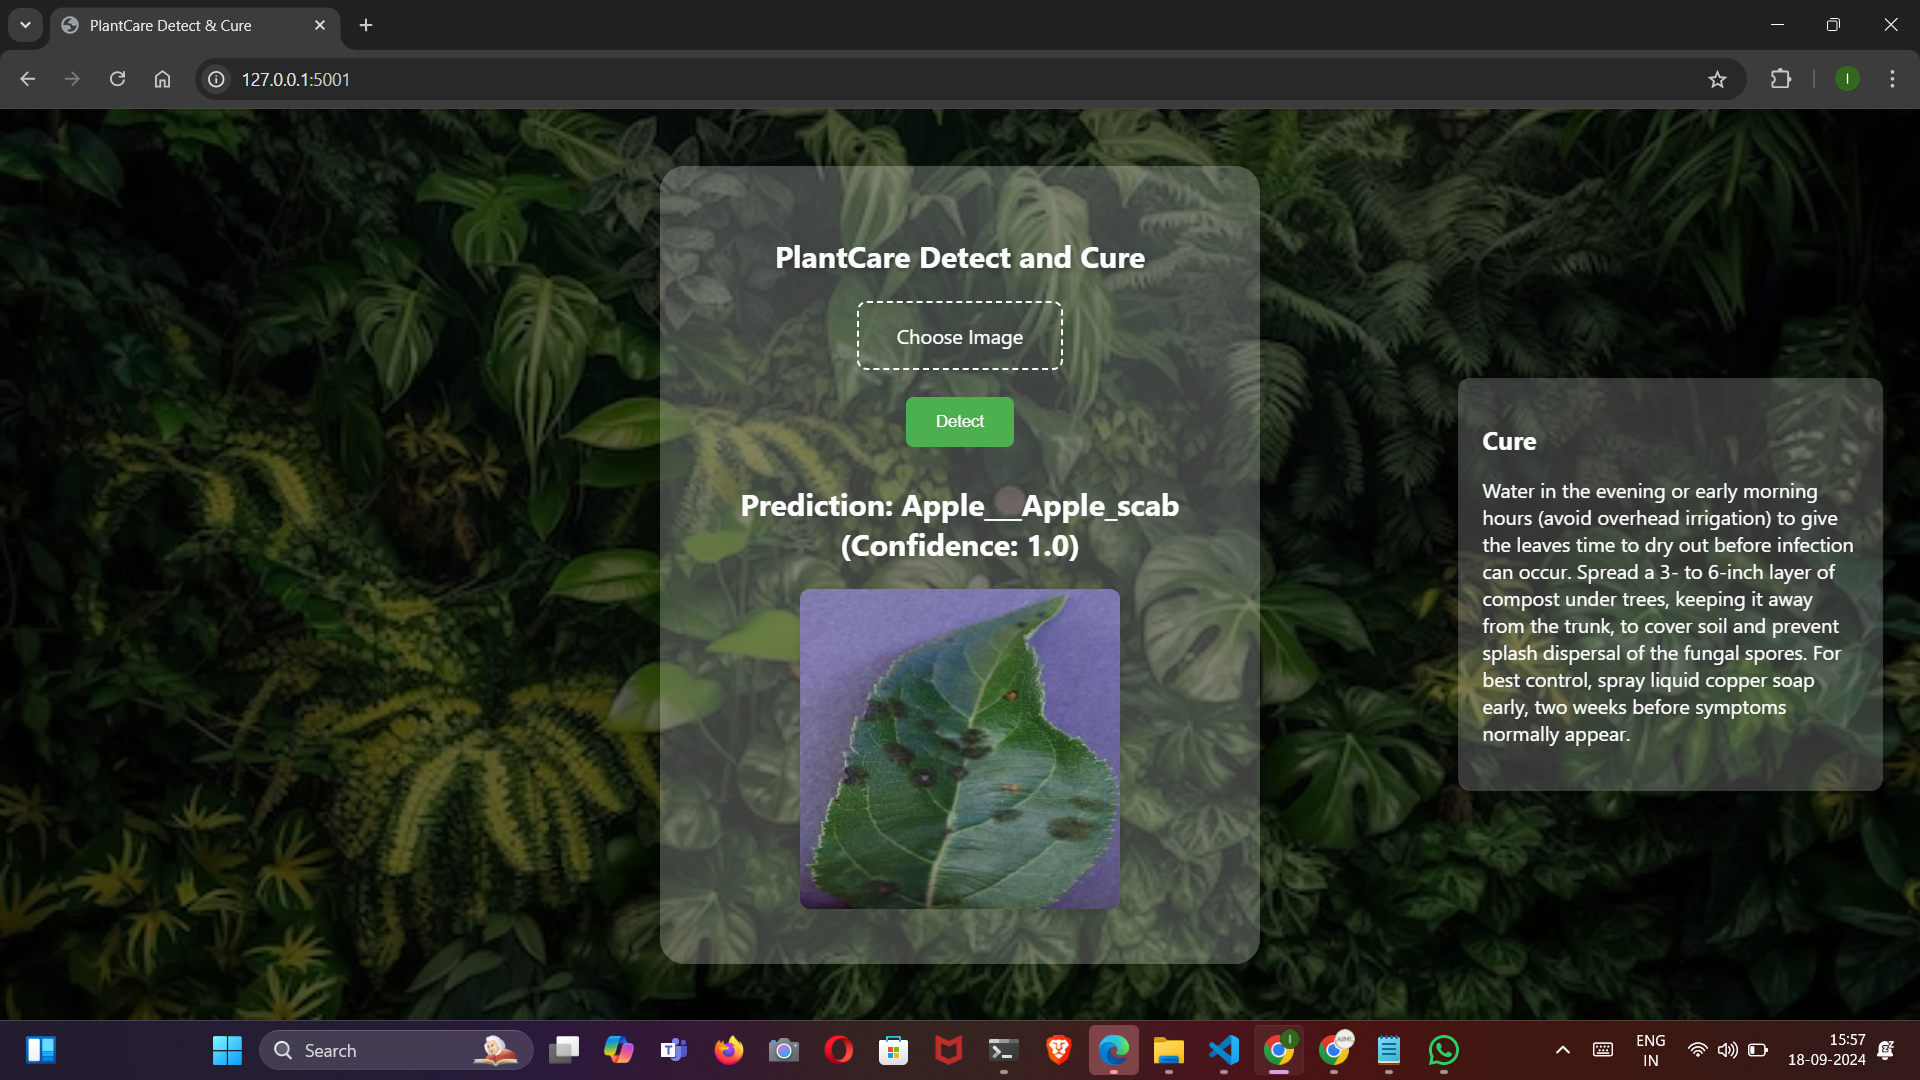 PlantCare Detect & Cure
127.0.0.1:5001
PlantCare Detect and Cure
Choose Image
Detect
Prediction: Apple___Apple_scab
(Confidence: 1.0)
Cure
Water in the evening or early morning
hours (avoid overhead irrigation) to give
the leaves time to dry out before infection
can occur. Spread a 3- to 6-inch layer of
compost under trees, keeping it away
from the trunk, to cover soil and prevent
splash dispersal of the fungal spores. For
best control, spray liquid copper soap
early, two weeks before symptoms
normally appear.
Search
ENG
IN
15:57
18-09-2024